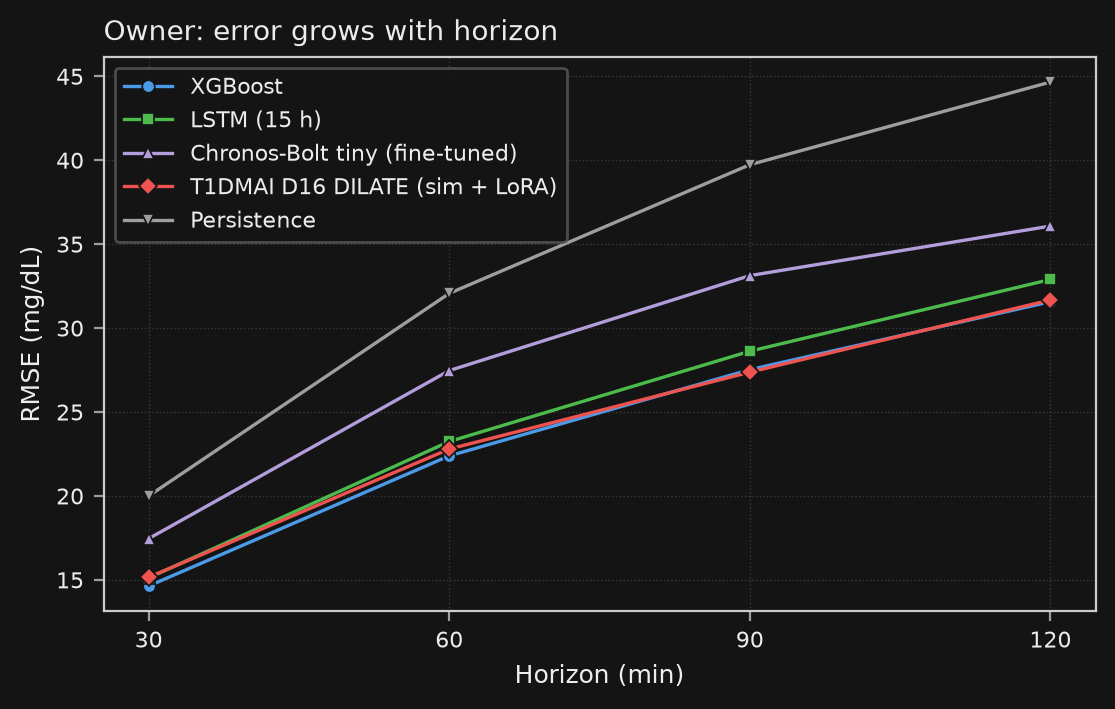 Owner: error grows with horizon
XGBoost
LSTM (15 h)
Chronos-Bolt tiny (fine-tuned)
T1DMAI D16 DILATE (sim + LoRA)
Persistence
RMSE (mg/dL)
45
40
35
30
25
20
15
30 60 90 120
Horizon (min)